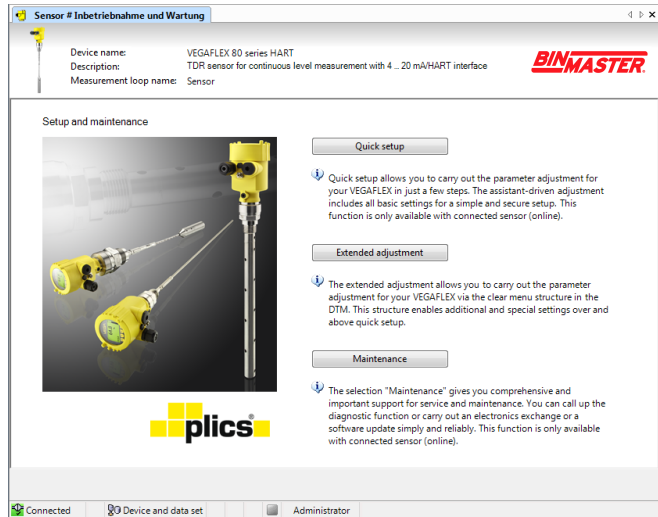 Sensor # Inbetriebnahme und Wartung
Device name: VEGAFLEX 80 series HART
Description: TDR sensor for continuous level measurement with 4 .. 20 mA/HART interface
Measurement loop name: Sensor
BINMASTER
Setup and maintenance
Quick setup
Quick setup allows you to carry out the parameter adjustment for
your VEGAFLEX in just a few steps. The assistant-driven adjustment
includes all basic settings for a simple and secure setup. This
function is only available with connected sensor (online).
Extended adjustment
The extended adjustment allows you to carry out the parameter
adjustment for your VEGAFLEX via the clear menu structure in the
DTM. This structure enables additional and special settings over and
above quick setup.
Maintenance
The selection "Maintenance" gives you comprehensive and
important support for service and maintenance. You can call up the
diagnostic function or carry out an electronics exchange or a
software update simply and reliably. This function is only available
with connected sensor (online).
plics®
Connected
Device and data set
Administrator